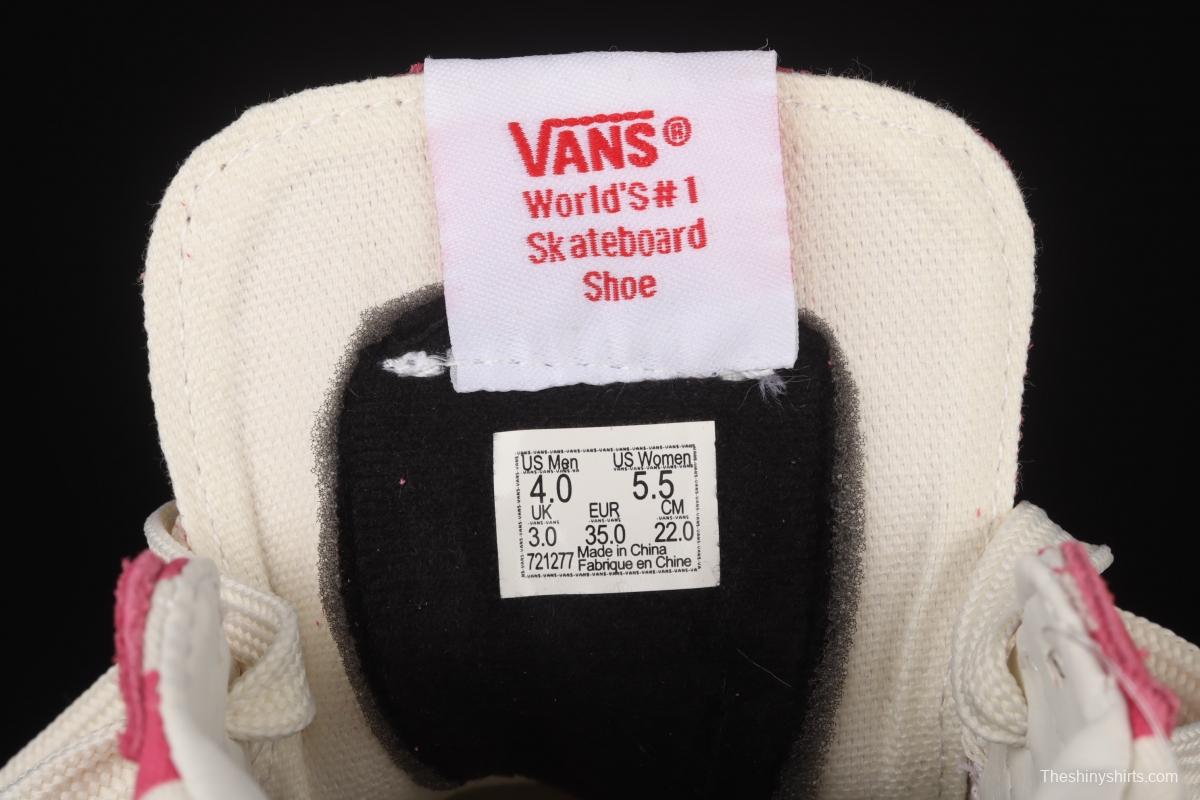 VANS®
World'S#1
Skateboard
Shoe
US Men US Women
4.0 5.5
UK EUR CM
3.0 35.0 22.0
721277 Made in China
Fabrique en Chine
Theshinyshirts.com